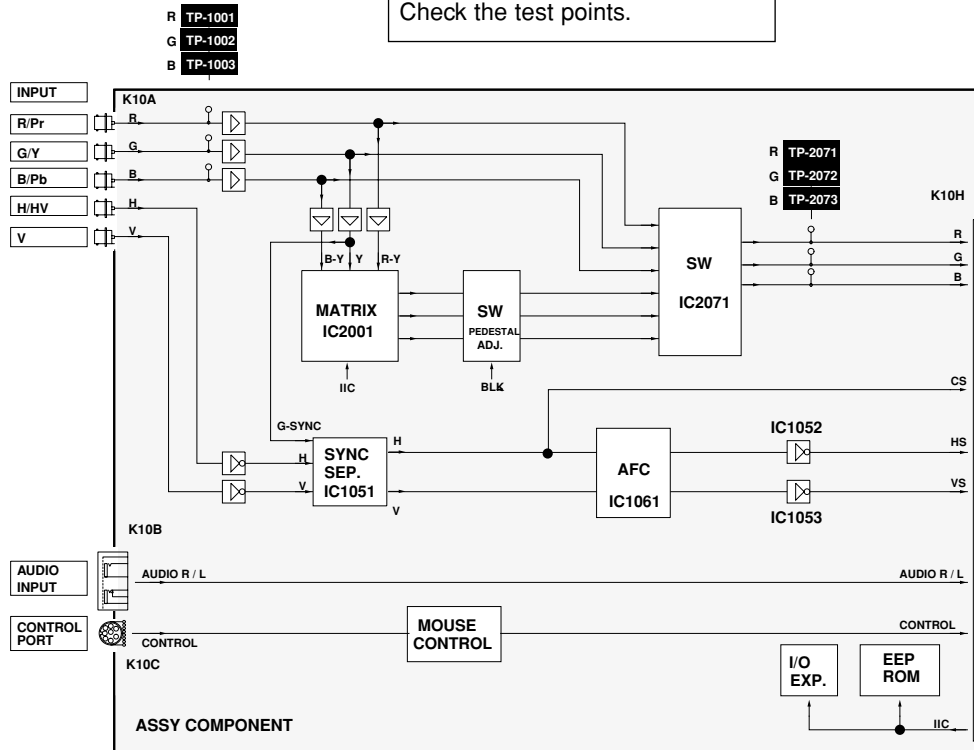 Check the test points.
R TP-1001
G TP-1002
B TP-1003
INPUT
K10A
R/Pr
R
G/Y
G
B/Pb
B
H/HV
H
V
V
R TP-2071
G TP-2072
B TP-2073
K10H
R
G
B
B-Y Y R-Y
MATRIX
IC2001
SW
PEDESTAL
ADJ.
SW
IC2071
IIC
BLK
CS
G-SYNC
H
V
SYNC
SEP.
IC1051
H
V
AFC
IC1061
IC1052
HS
IC1053
VS
K10B
AUDIO
INPUT
AUDIO R / L
AUDIO R / L
CONTROL
PORT
CONTROL
MOUSE
CONTROL
CONTROL
K10C
I/O
EXP.
EEP
ROM
ASSY COMPONENT
IIC